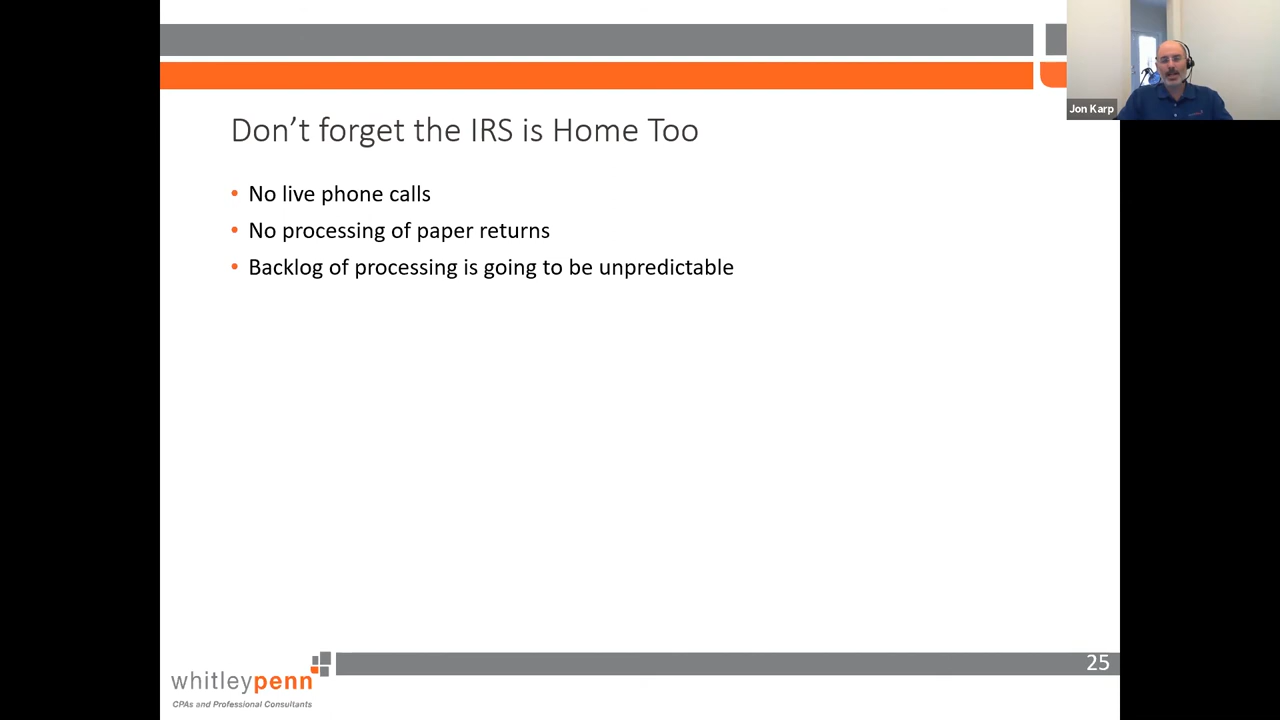 Jon Karp
Don't forget the IRS is Home Too
• No live phone calls
• No processing of paper returns
• Backlog of processing is going to be unpredictable
25
whitleypenn
CPAs and Professional Consultants